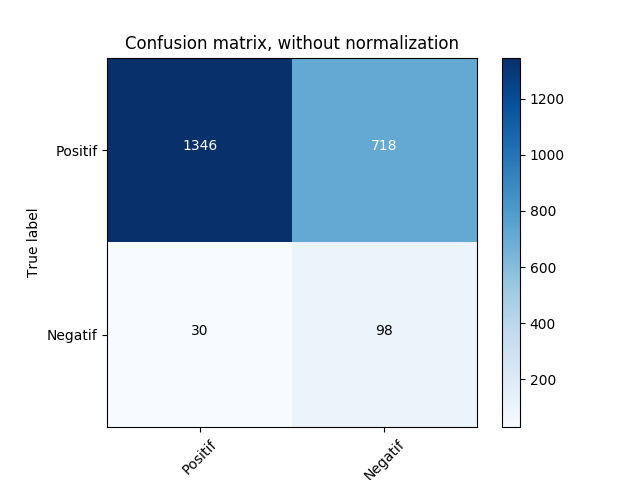 Confusion matrix, without normalization
True label
Positif
1346
718
Negatif
30
98
Positif
Negatif
1200
1000
800
600
400
200